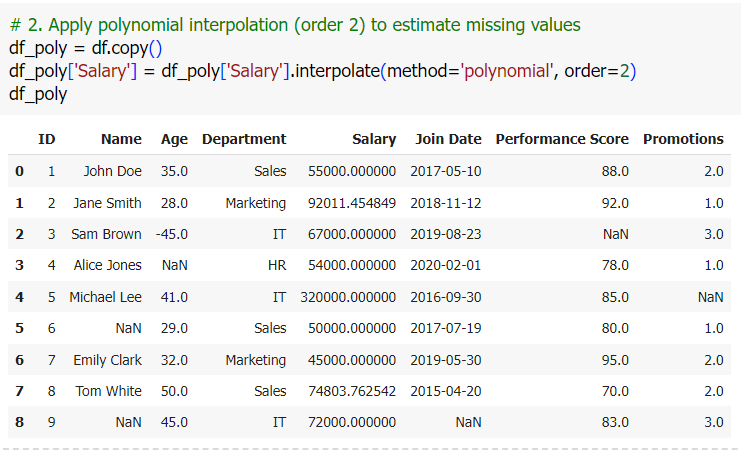 # 2. Apply polynomial interpolation (order 2) to estimate missing values
df_poly = df.copy()
df_poly['Salary'] = df_poly['Salary'].interpolate(method='polynomial', order=2)
df_poly
ID Name Age Department Salary Join Date Performance Score Promotions
0 1 John Doe 35.0 Sales 55000.000000 2017-05-10 88.0 2.0
1 2 Jane Smith 28.0 Marketing 92011.454849 2018-11-12 92.0 1.0
2 3 Sam Brown -45.0 IT 67000.000000 2019-08-23 NaN 3.0
3 4 Alice Jones NaN HR 54000.000000 2020-02-01 78.0 1.0
4 5 Michael Lee 41.0 IT 320000.000000 2016-09-30 85.0 NaN
5 6 NaN 29.0 Sales 50000.000000 2017-07-19 80.0 1.0
6 7 Emily Clark 32.0 Marketing 45000.000000 2019-05-30 95.0 2.0
7 8 Tom White 50.0 Sales 74803.762542 2015-04-20 70.0 2.0
8 9 NaN 45.0 IT 72000.000000 NaN 83.0 3.0